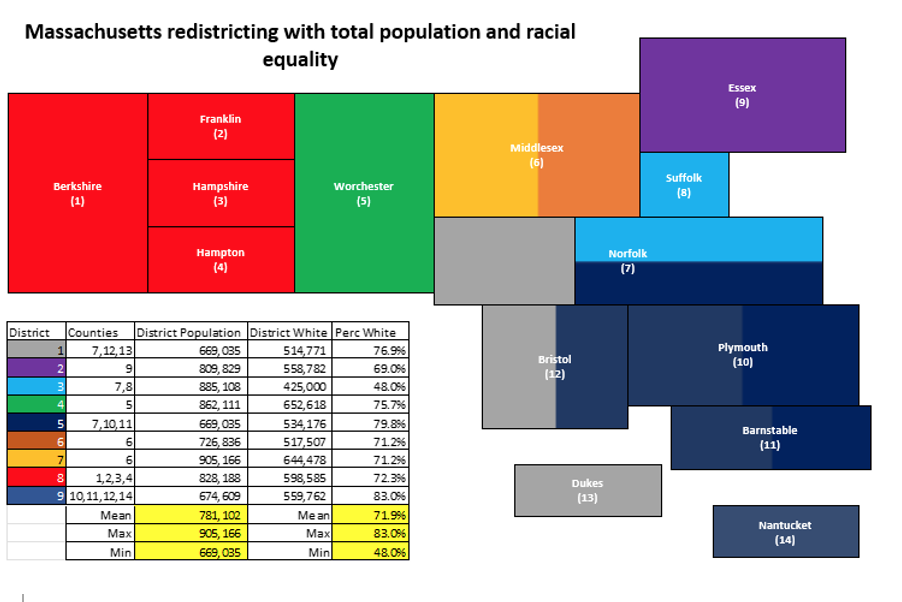 Massachusetts redistricting with total population and racial
equality
Essex
(9)
Franklin
(2)
Middlesex
(6)
Suffolk
(8)
Berkshire
(1)
Hampshire
(3)
Worchester
(5)
Hampton
(4)
Norfolk
(7)
Bristol
(12)
Plymouth
(10)
Barnstable
(11)
Dukes
(13)
Nantucket
(14)
District Counties District Population District White Perc White
1 7,12,13 669,035 514,771 76.9%
2 9 809,829 558,782 69.0%
3 7,8 885,108 425,000 48.0%
4 5 862,111 652,618 75.7%
5 7,10,11 669,035 534,176 79.8%
6 6 726,836 517,507 71.2%
7 6 905,166 644,478 71.2%
8 1,2,3,4 828,188 598,585 72.3%
9 10,11,12,14 674,609 559,762 83.0%
Mean 781,102 Mean 71.9%
Max 905,166 Max 83.0%
Min 669,035 Min 48.0%